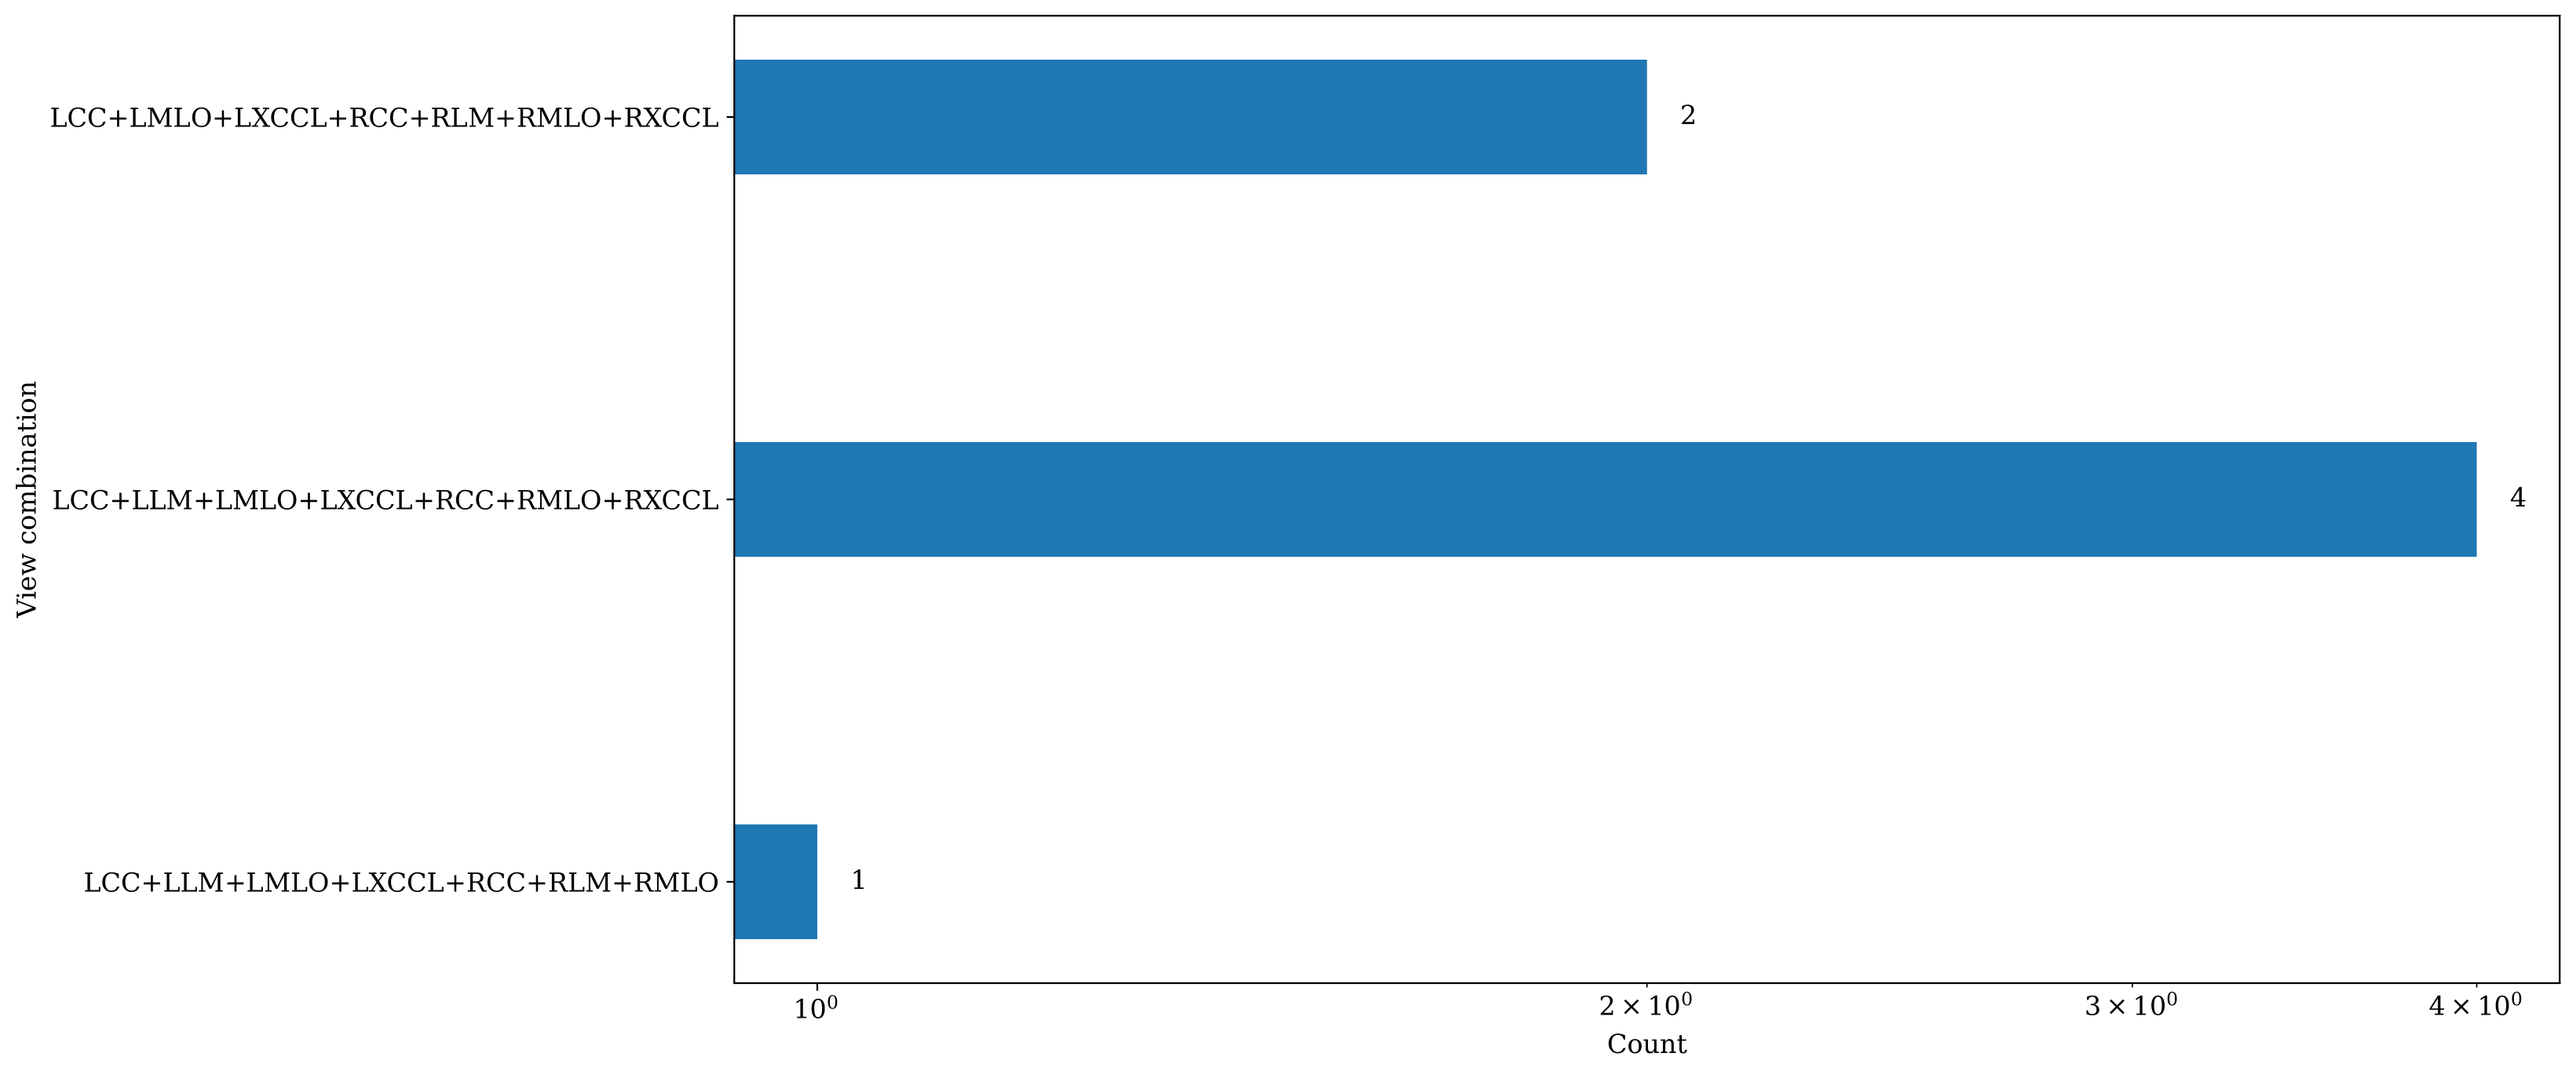 View combination
LCC+LMLO+LXCCL+RCC+RLM+RMLO+RXCCL
2
LCC+LLM+LMLO+LXCCL+RCC+RMLO+RXCCL
4
LCC+LLM+LMLO+LXCCL+RCC+RLM+RMLO
1
10⁰ 2 × 10⁰ 3 × 10⁰ 4 × 10⁰
Count